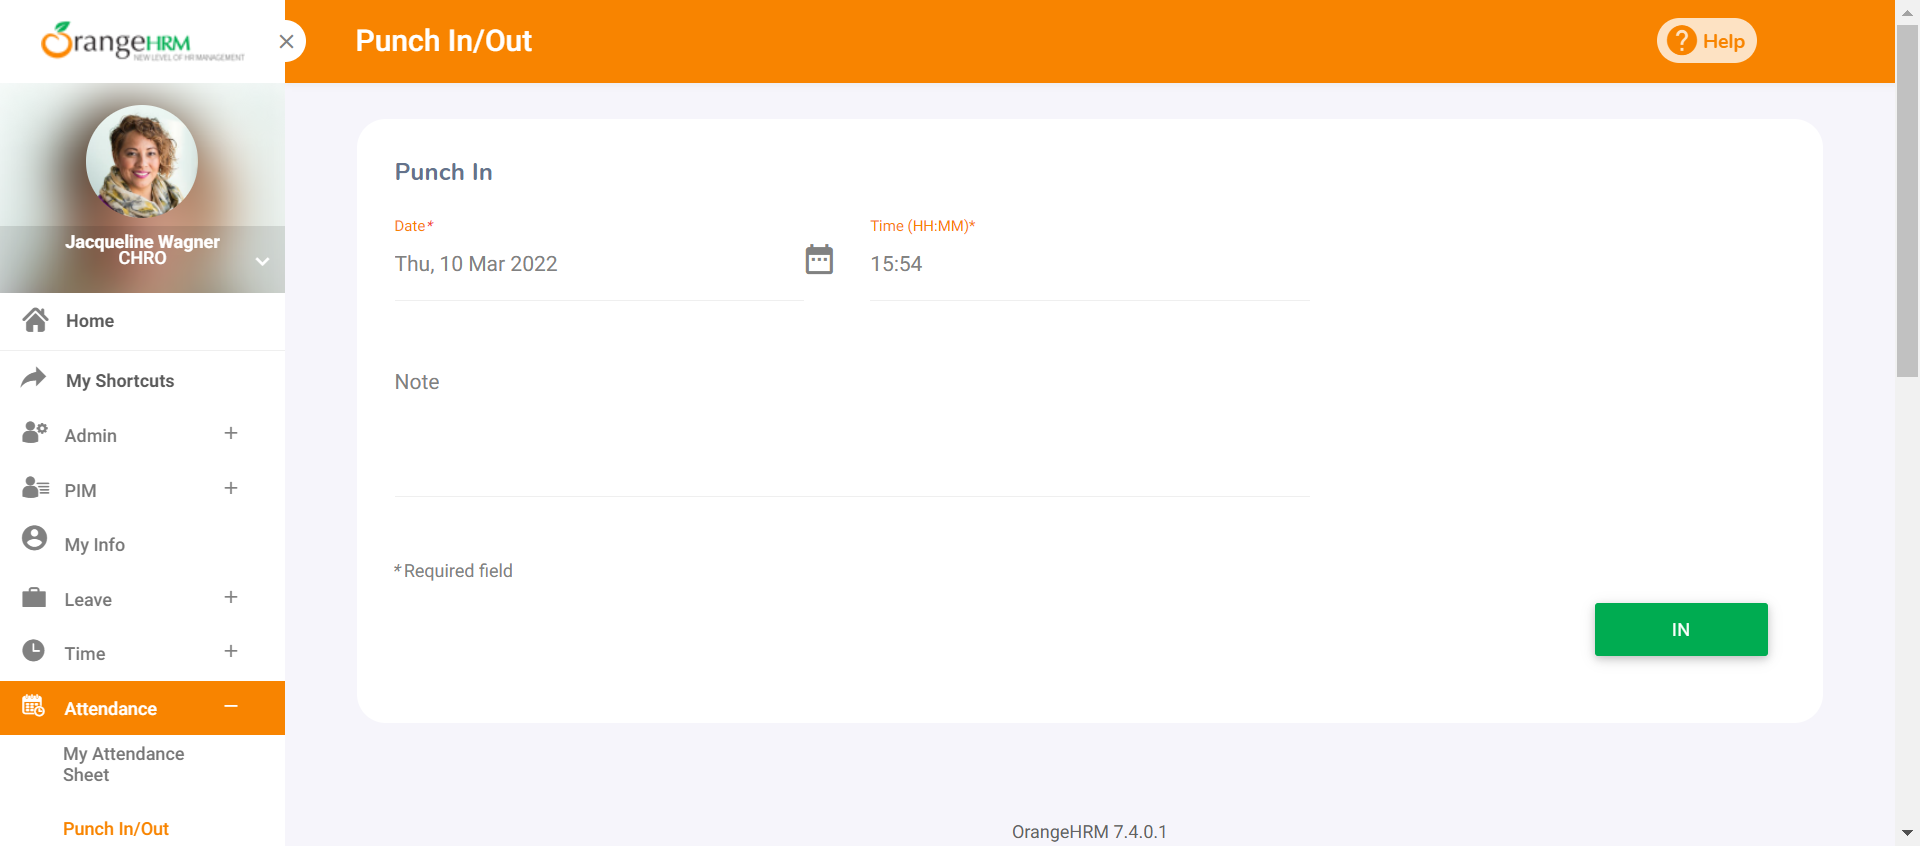 OrangeHRM
NEW LEVEL OF HR MANAGEMENT
Punch In/Out
? Help
Jacqueline Wagner
CHRO
Home
My Shortcuts
Admin
PIM
My Info
Leave
Time
Attendance
My Attendance
Sheet
Punch In/Out
Punch In
Date*
Time (HH:MM)*
Thu, 10 Mar 2022
15:54
Note
* Required field
IN
OrangeHRM 7.4.0.1